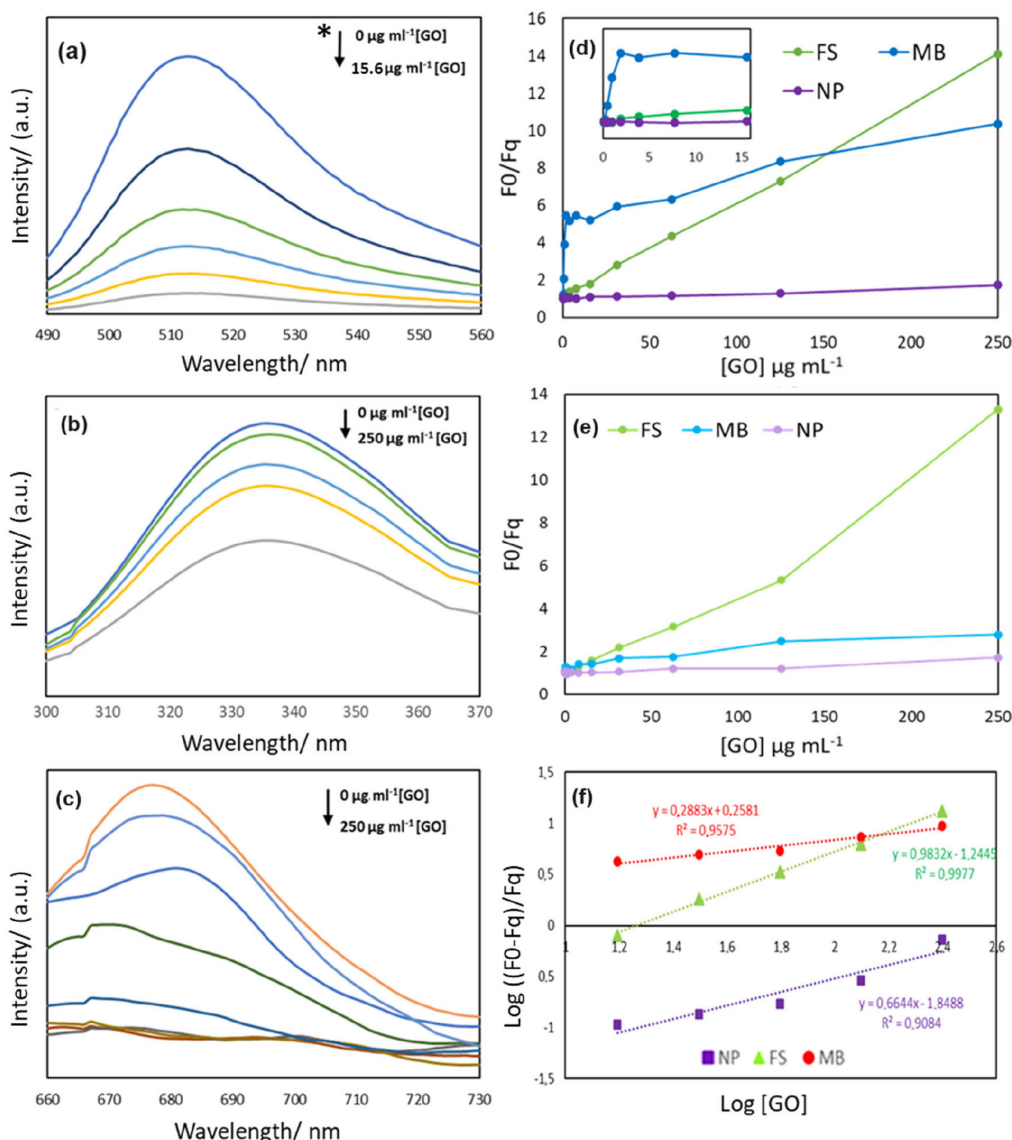 (a)
* 0 µg ml-1[GO]
15.6 µg ml-1 [GO]
Intensity/ (a.u.)
490 500 510 520 530 540 550 560
Wavelength/ nm
(d)
FS MB
NP
0 5 10 15
F0/Fq
16
14
12
10
8
6
4
2
0
0 50 100 150 200 250
[GO] µg mL-1
(b)
0 µg ml-1[GO]
250 µg ml-1 [GO]
Intensity/ (a.u.)
300 310 320 330 340 350 360 370
Wavelength/ nm
(e)
FS MB NP
F0/Fq
14
12
10
8
6
4
2
0
0 50 100 150 200 250
[GO] µg mL-1
(c)
0 µg ml-1[GO]
250 µg ml-1 [GO]
Intensity/ (a.u.)
660 670 680 690 700 710 720 730
Wavelength/ nm
(f)
Log ((F0-Fq)/Fq)
1,5
1
0,5
0
0,5
-1
-1,5
y = 0,2883x + 0.2581
R² = 0,9575
y = 0,9832x - 1,2445
R² = 0,9977
1 1,2 1,4 1,6 1,8 2 2,2 2,4 2,6
y = 0,6644x - 1,8488
R² = 0,9084
NP FS MB
Log [GO]